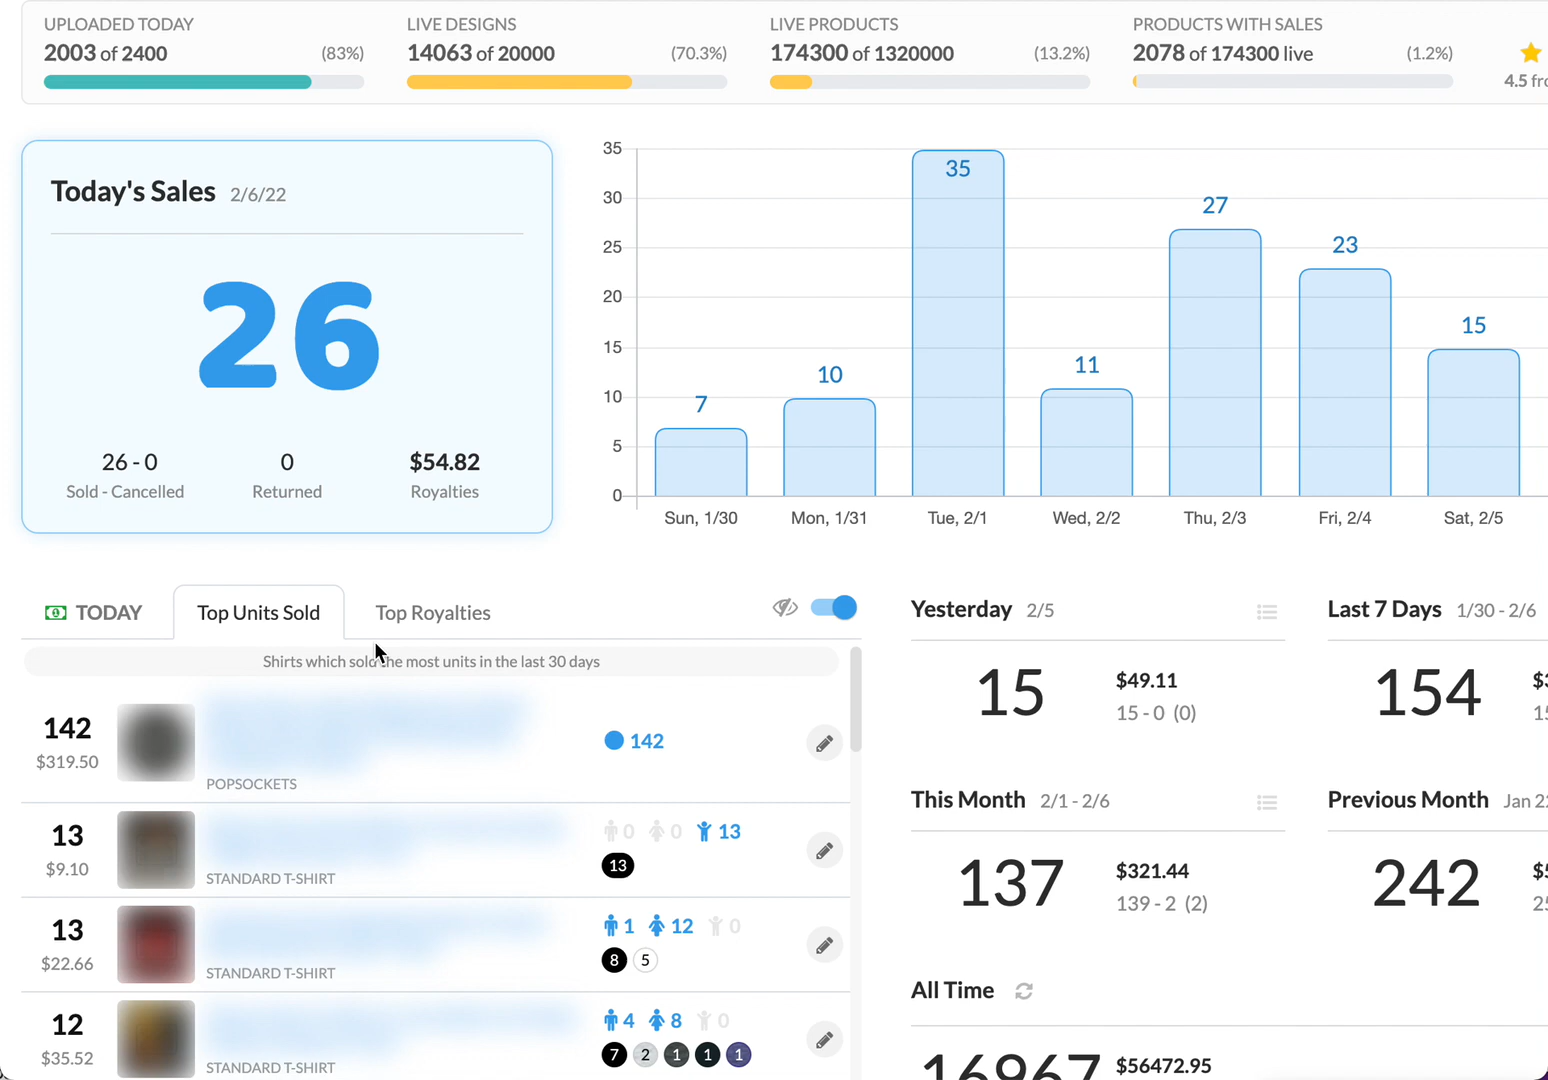 UPLOADED TODAY
2003 of 2400 (83%)
LIVE DESIGNS
14063 of 20000 (70.3%)
LIVE PRODUCTS
174300 of 1320000 (13.2%)
PRODUCTS WITH SALES
2078 of 174300 live (1.2%)
4.5 fro
Today's Sales 2/6/22
26
26 - 0 0 $54.82
Sold - Cancelled Returned Royalties
35
30
25
20
15
10
5
0
7
10
35
11
27
23
15
Sun, 1/30 Mon, 1/31 Tue, 2/1 Wed, 2/2 Thu, 2/3 Fri, 2/4 Sat, 2/5
TODAY Top Units Sold Top Royalties
Shirts which sold the most units in the last 30 days
142
$319.50
POPSOCKETS
142
13
$9.10
STANDARD T-SHIRT
0 0 13
13
13
$22.66
STANDARD T-SHIRT
1 12 0
8 5
12
$35.52
STANDARD T-SHIRT
4 8 0
7 2 1 1 1
Yesterday 2/5
15
$49.11
15 - 0 (0)
Last 7 Days 1/30 - 2/6
154
This Month 2/1 - 2/6
137
$321.44
139 - 2 (2)
Previous Month Jan 22
242
All Time
16967
$56472.95